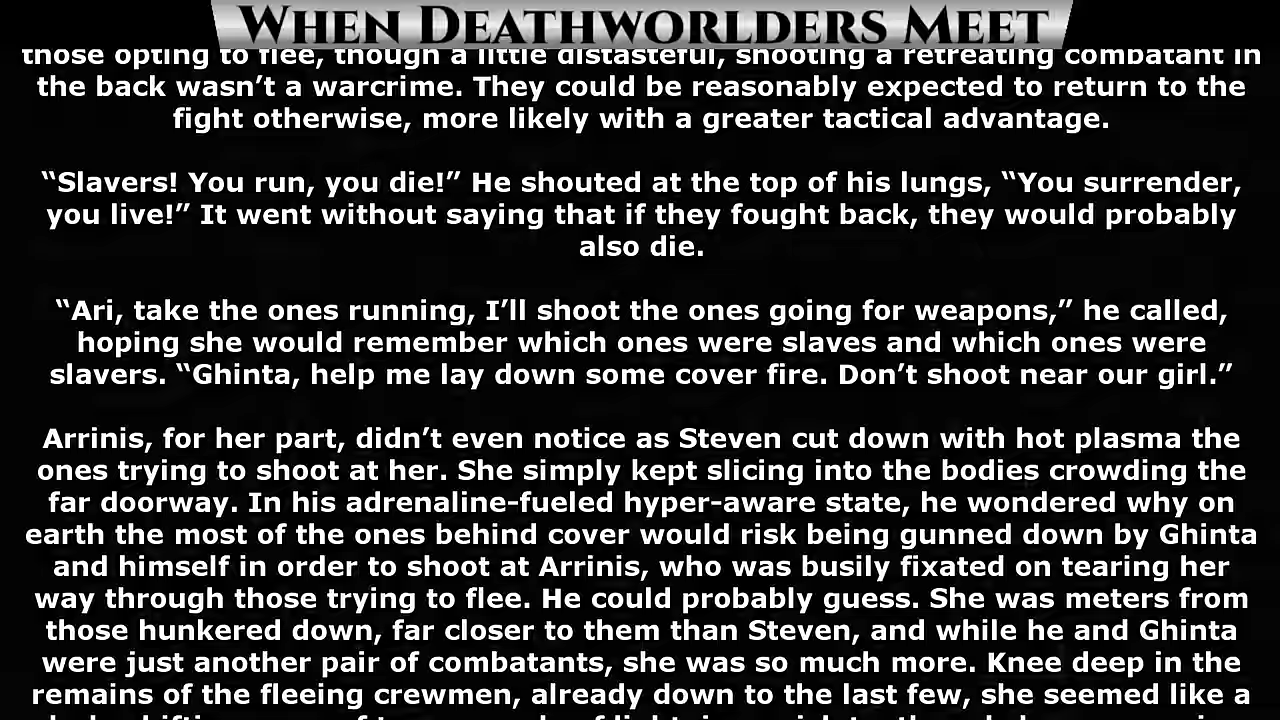 When Deathworlders Meet
those opting to flee, though a little distasteful, shooting a retreating combatant in
the back wasn’t a warcrime. They could be reasonably expected to return to the
fight otherwise, more likely with a greater tactical advantage.
“Slavers! You run, you die!” He shouted at the top of his lungs, “You surrender,
you live!” It went without saying that if they fought back, they would probably
also die.
“Ari, take the ones running, I’ll shoot the ones going for weapons,” he called,
hoping she would remember which ones were slaves and which ones were
slavers. “Ghinta, help me lay down some cover fire. Don’t shoot near our girl.”
Arrinis, for her part, didn’t even notice as Steven cut down with hot plasma the
ones trying to shoot at her. She simply kept slicing into the bodies crowding the
far doorway. In his adrenaline-fueled hyper-aware state, he wondered why on
earth the most of the ones behind cover would risk being gunned down by Ghinta
and himself in order to shoot at Arrinis, who was busily fixated on tearing her
way through those trying to flee. He could probably guess. She was meters from
those hunkered down, far closer to them than Steven, and while he and Ghinta
were just another pair of combatants, she was so much more. Knee deep in the
remains of the fleeing crewmen, already down to the last few, she seemed like a